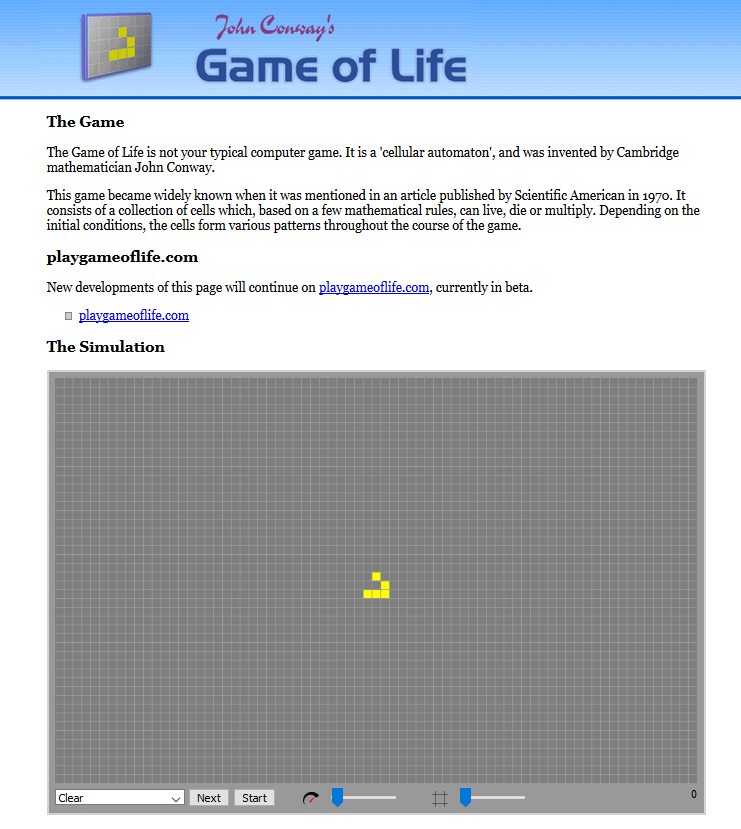 John Conway's
Game of Life
The Game
The Game of Life is not your typical computer game. It is a 'cellular automaton', and was invented by Cambridge
mathematician John Conway.
This game became widely known when it was mentioned in an article published by Scientific American in 1970. It
consists of a collection of cells which, based on a few mathematical rules, can live, die or multiply. Depending on the
initial conditions, the cells form various patterns throughout the course of the game.
playgameoflife.com
New developments of this page will continue on playgameoflife.com, currently in beta.
playgameoflife.com
The Simulation
Clear Next Start 0